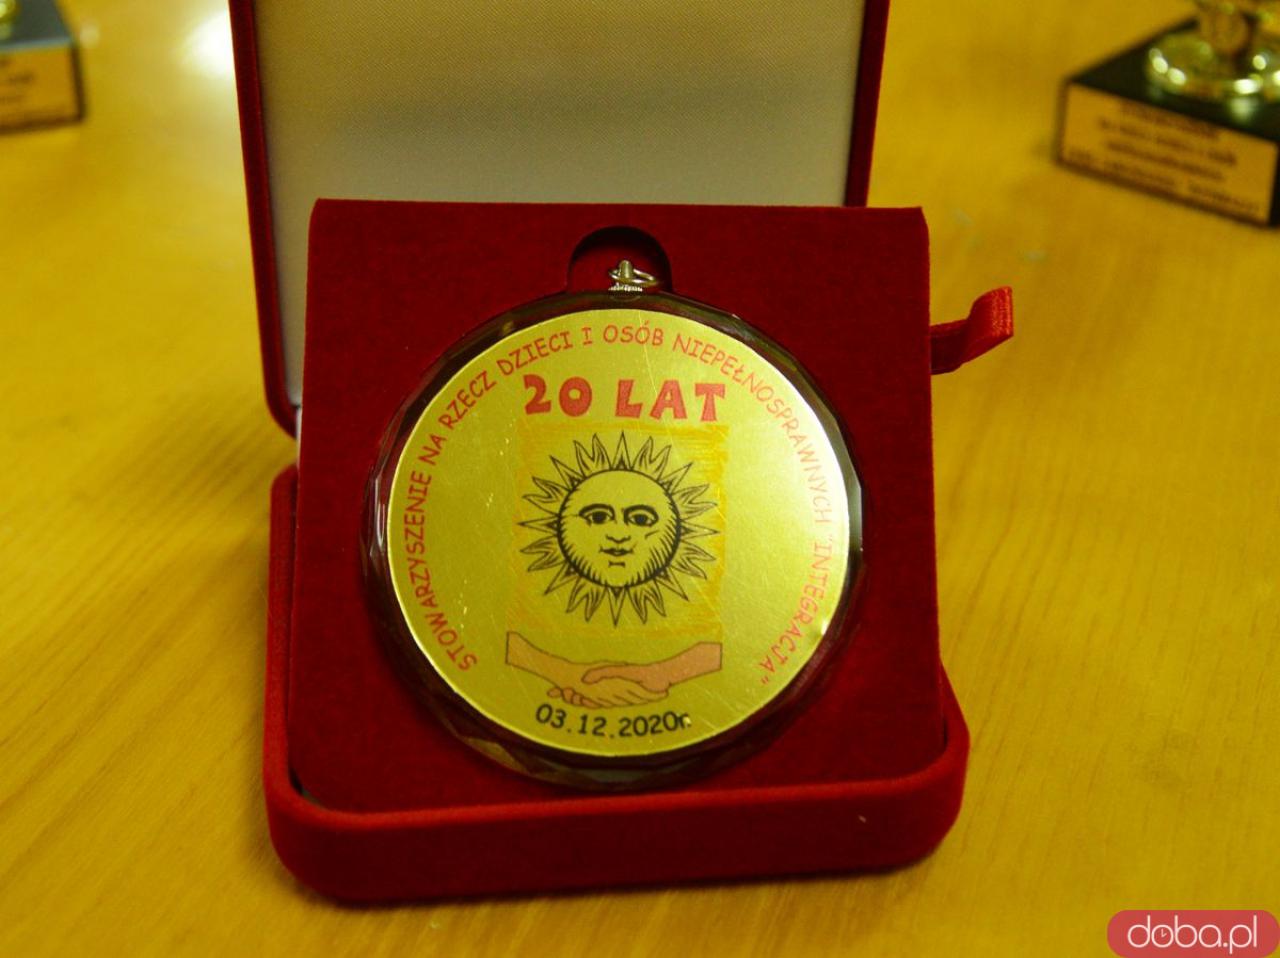 STOWARZYSZENIE NA RZECZ DZIECI I OSÓB NIEPEŁNOSPRAWNYCH "INTEGRACJA"
20 LAT
03.12.2020r.
doba.pl